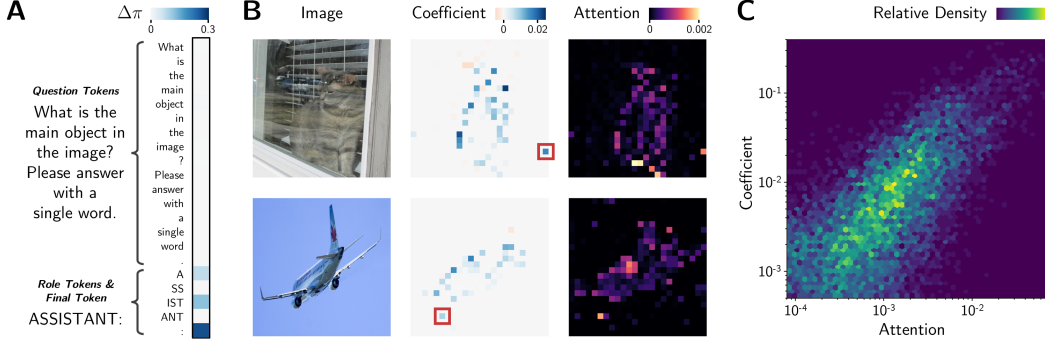 A
Δπ
0
0.3
Question Tokens
What is the
main object in
the image?
Please answer
with a
single word.
What
is
the
main
object
in
the
image
?
Please
answer
with
a
single
word
.
Role Tokens &
Final Token
ASSISTANT:
A
SS
IST
ANT
:
B
Image
Coefficient
0
0.02
Attention
0
0.002
C
Relative Density
Coefficient
10⁻¹
10⁻²
10⁻³
10⁻⁴
10⁻³
10⁻²
Attention